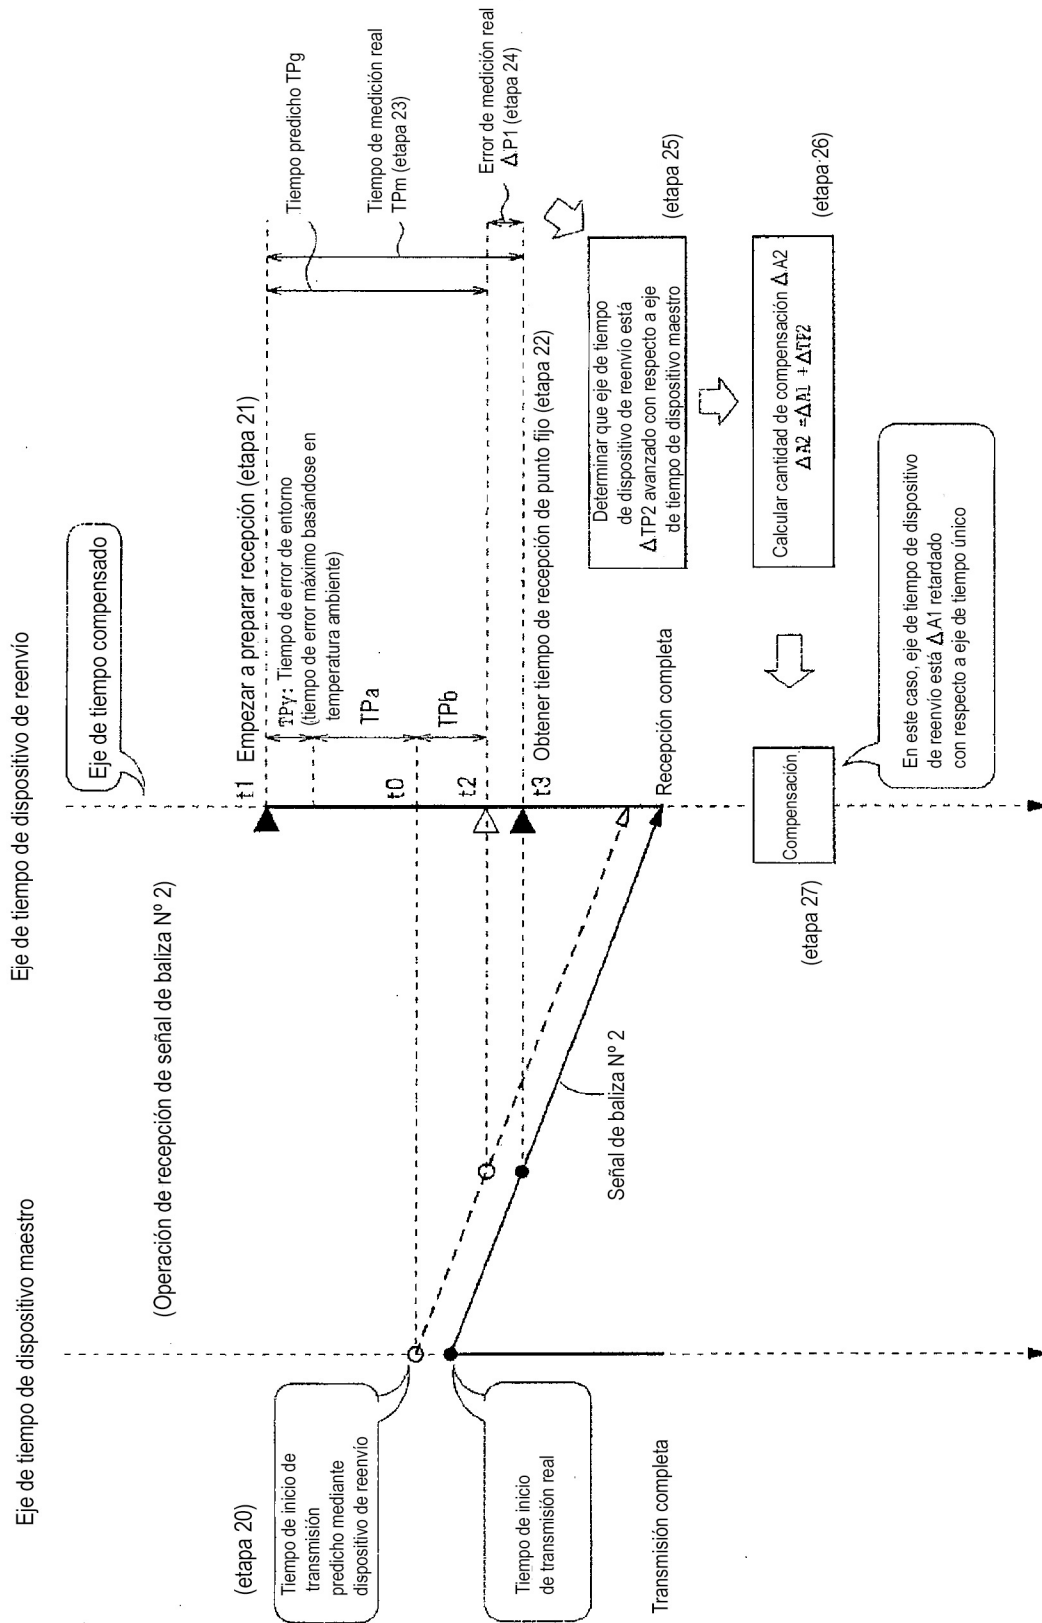 Eje de tiempo de dispositivo maestro
Eje de tiempo de dispositivo de reenvío
(Operación de recepción de señal de baliza Nº 2)
Eje de tiempo compensado
(etapa 20)
Tiempo de inicio de
transmisión
predicho mediante
dispositivo de reenvío
Tiempo de inicio
de transmisión real
Transmisión completa
Señal de baliza Nº 2
t1
Empezar a preparar recepción (etapa 21)
TPγ: Tiempo de error de entorno
(tiempo de error máximo basándose en
temperatura ambiente)
TPa
t0
TPb
t2
t3
Obtener tiempo de recepción de punto fijo (etapa 22)
Recepción completa
Tiempo predicho TPg
Tiempo de medición real
TPm (etapa 23)
Error de medición real
ΔP1 (etapa 24)
Determinar que eje de tiempo
de dispositivo de reenvío está
ΔTP2 avanzado con respecto a eje
de tiempo de dispositivo maestro
(etapa 25)
Calcular cantidad de compensación ΔA2
ΔA2 =ΔA1 +ΔTP2
(etapa 26)
Compensación
(etapa 27)
En este caso, eje de tiempo de dispositivo
de reenvío está ΔA1 retardado
con respecto a eje de tiempo único